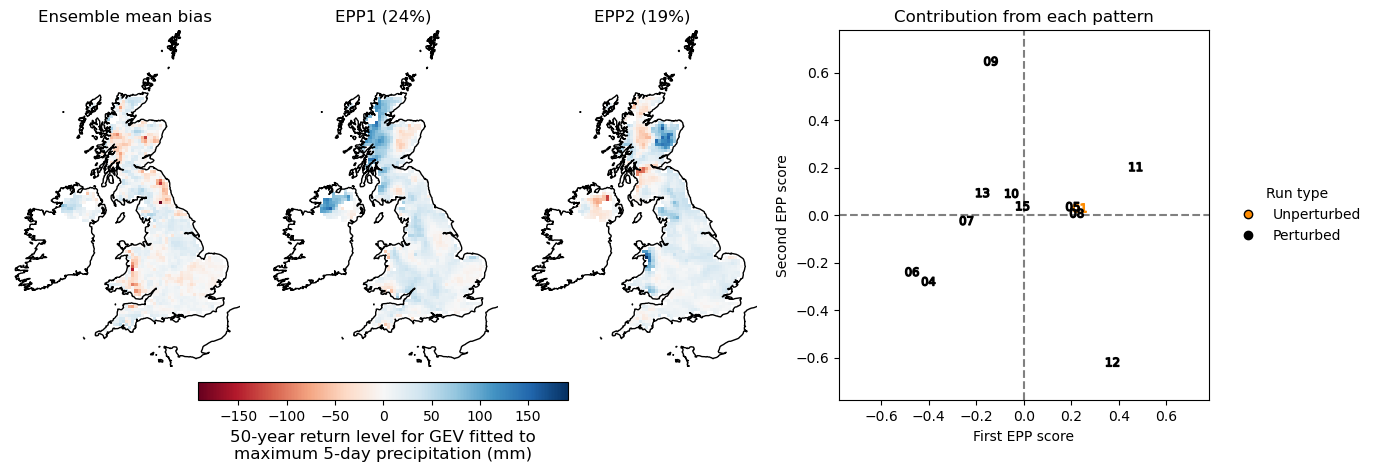 Ensemble mean bias
EPP1 (24%)
EPP2 (19%)
Contribution from each pattern
Second EPP score
0.6
0.4
0.2
0.0
−0.2
−0.4
−0.6
09
11
13
10
15
05
08
07
06
04
12
−0.6
−0.4
−0.2
0.0
0.2
0.4
0.6
First EPP score
Run type
Unperturbed
Perturbed
−150
−100
−50
0
50
100
150
50-year return level for GEV fitted to
maximum 5-day precipitation (mm)